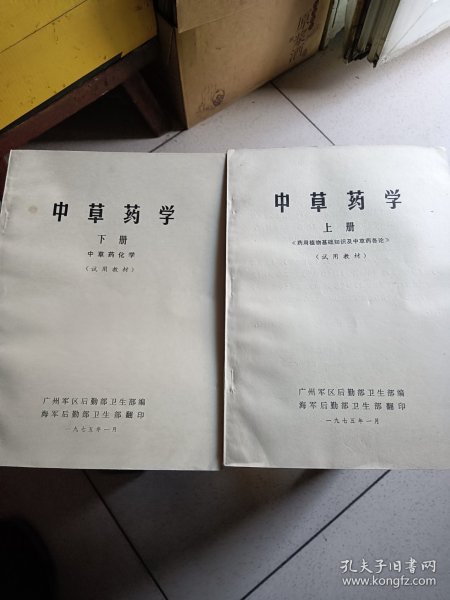 中草药学
下册
中草药化学
（试用教材）
广州军区后勤部卫生部编
海军后勤部卫生部翻印
一九七五年一月
中草药学
上册
《药用植物基础知识及中草药各论》
（试用教材）
广州军区后勤部卫生部编
海军后勤部卫生部翻印
一九七五年一月
孔夫子旧书网
www.kongfz.com